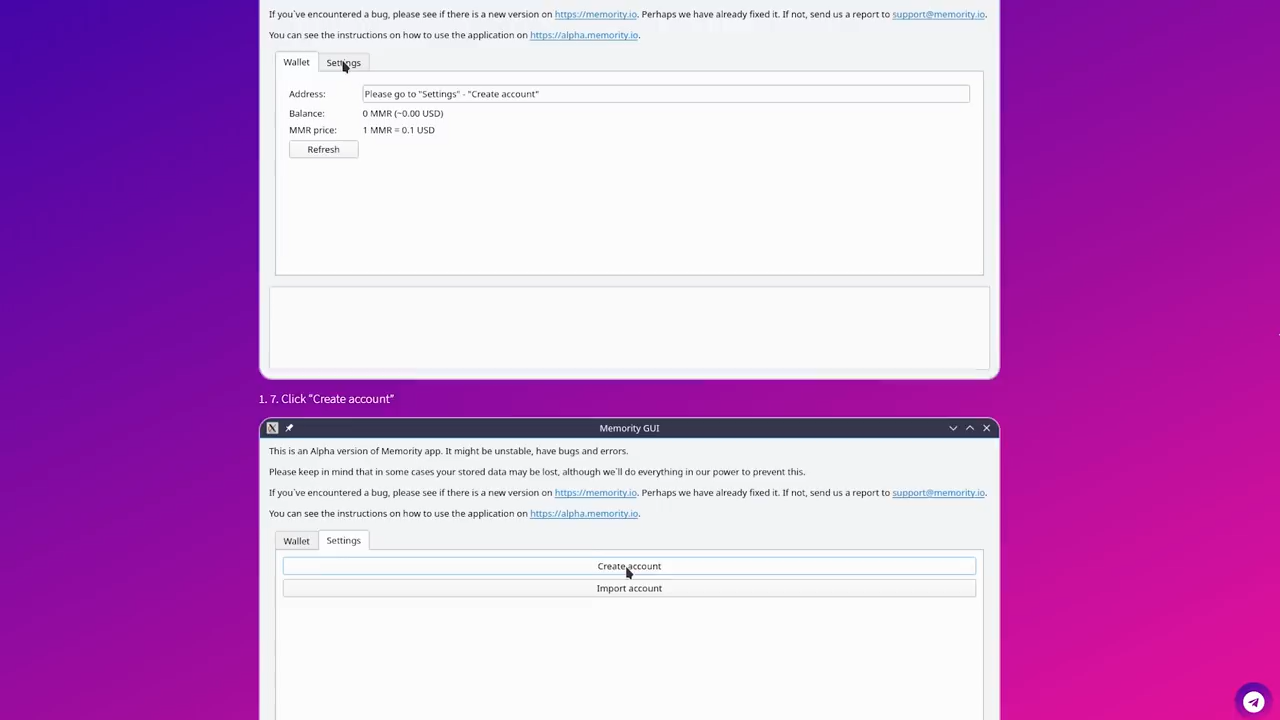 If you've encountered a bug, please see if there is a new version on https://memority.io. Perhaps we have already fixed it. If not, send us a report to support@memority.io.
You can see the instructions on how to use the application on https://alpha.memority.io.
Wallet Settings
Address: Please go to "Settings" - "Create account"
Balance: 0 MMR (~0.00 USD)
MMR price: 1 MMR = 0.1 USD
Refresh
1. 7. Click “Create account”
Memority GUI
This is an Alpha version of Memority app. It might be unstable, have bugs and errors.
Please keep in mind that in some cases your stored data may be lost, although we'll do everything in our power to prevent this.
If you've encountered a bug, please see if there is a new version on https://memority.io. Perhaps we have already fixed it. If not, send us a report to support@memority.io.
You can see the instructions on how to use the application on https://alpha.memority.io.
Wallet Settings
Create account
Import account